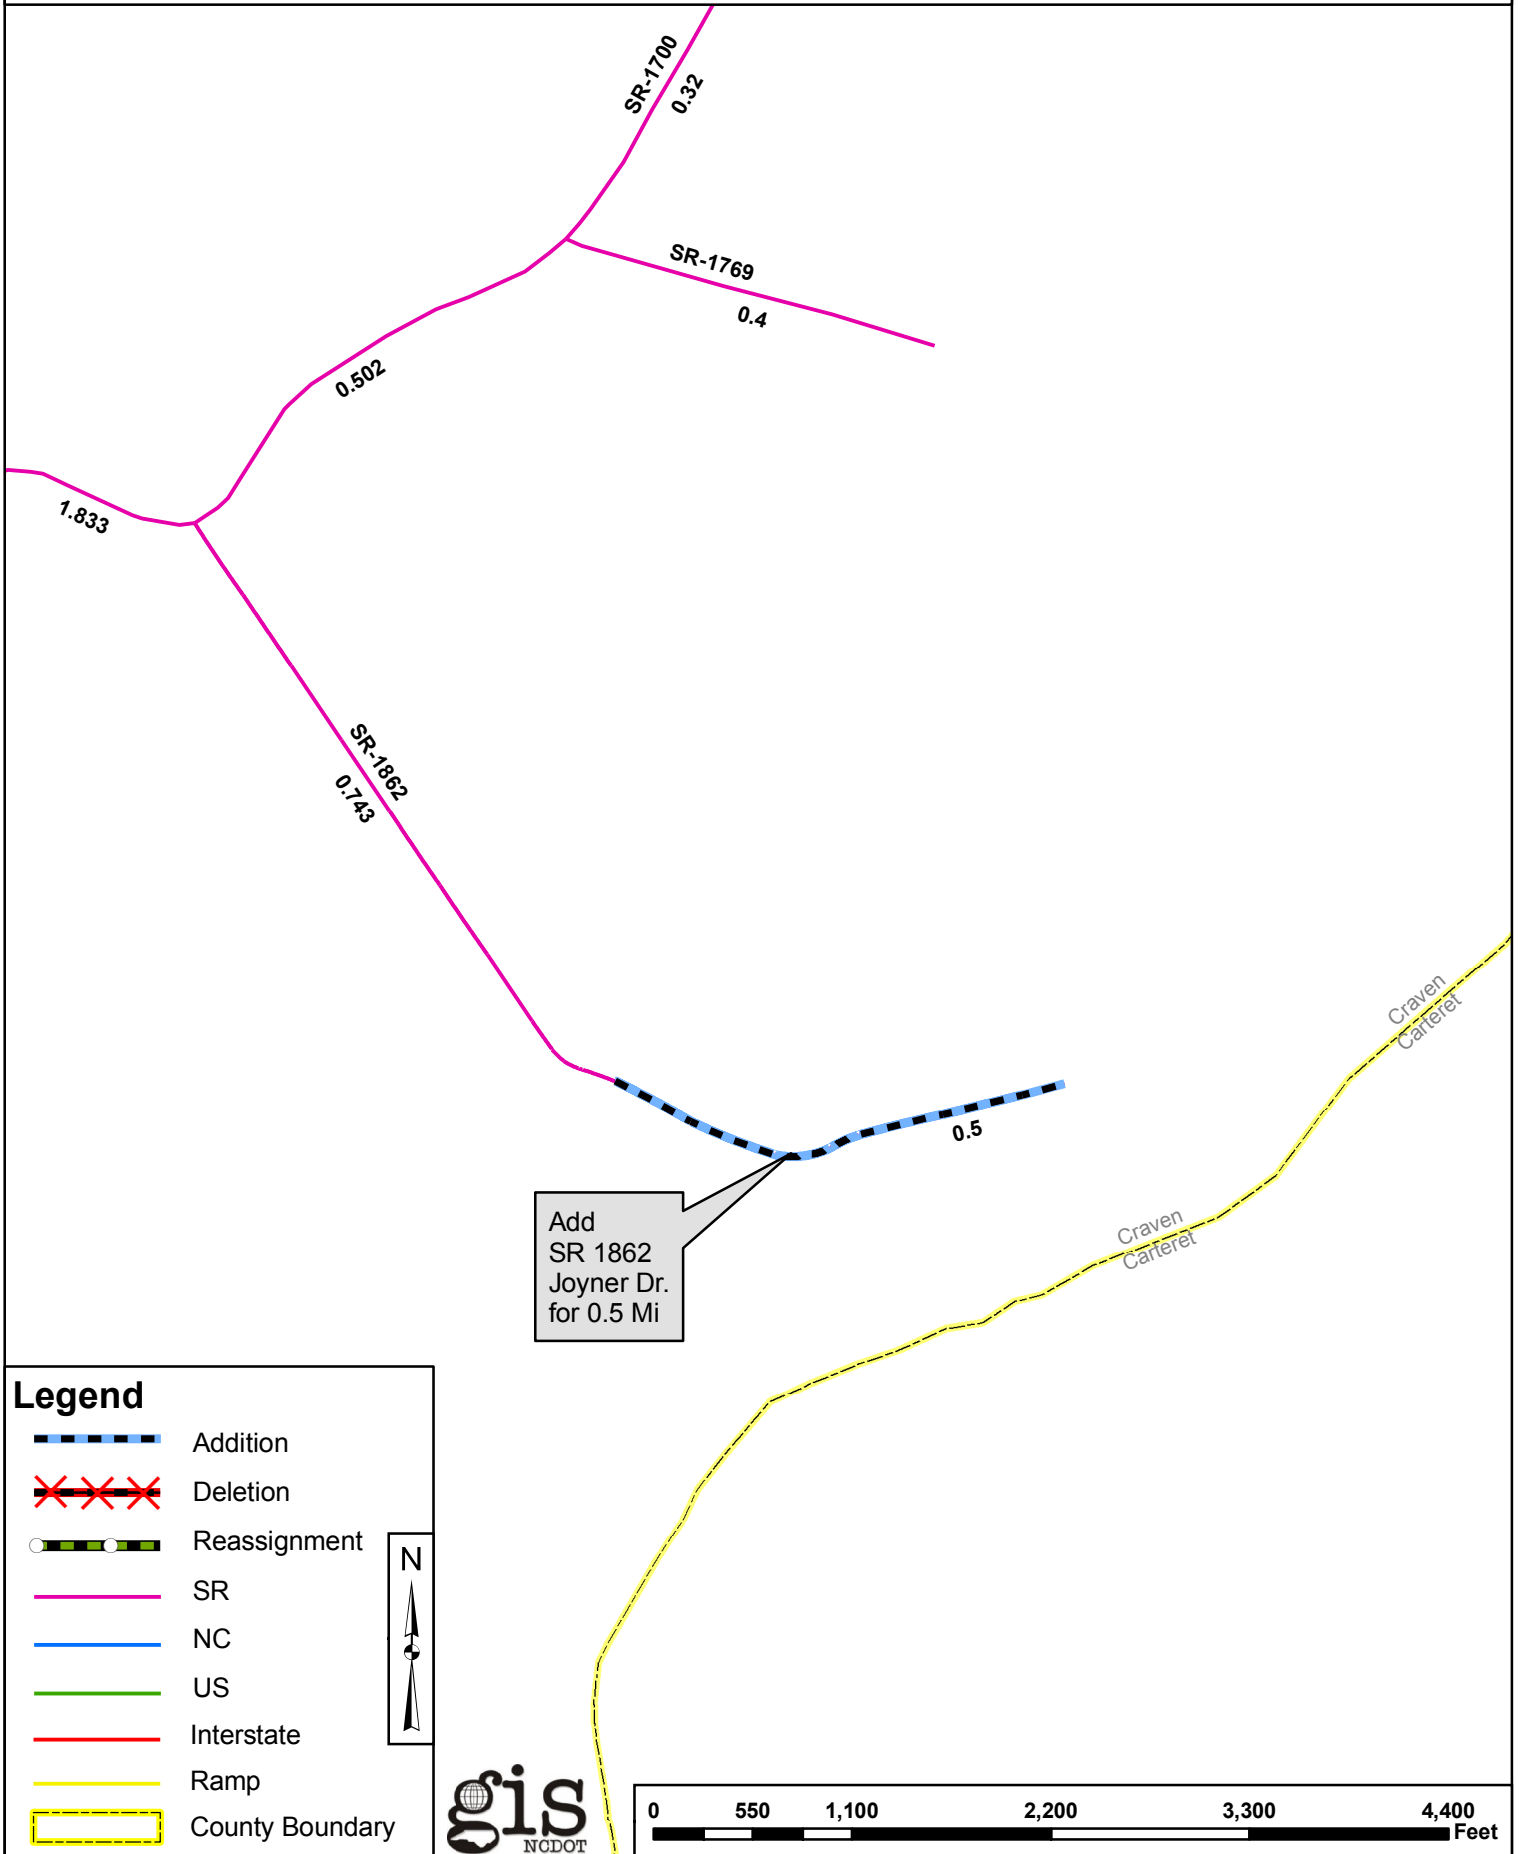 SR-1700
0.32
SR-1769
0.4
0.502
1.833
SR-1862
0.743
Craven
Carteret
0.5
Add
SR 1862
Joyner Dr.
for 0.5 Mi
Craven
Carteret
Legend
Addition
Deletion
Reassignment
SR
NC
US
Interstate
Ramp
County Boundary
N
gis
NCDOT
0 550 1,100 2,200 3,300 4,400
Feet